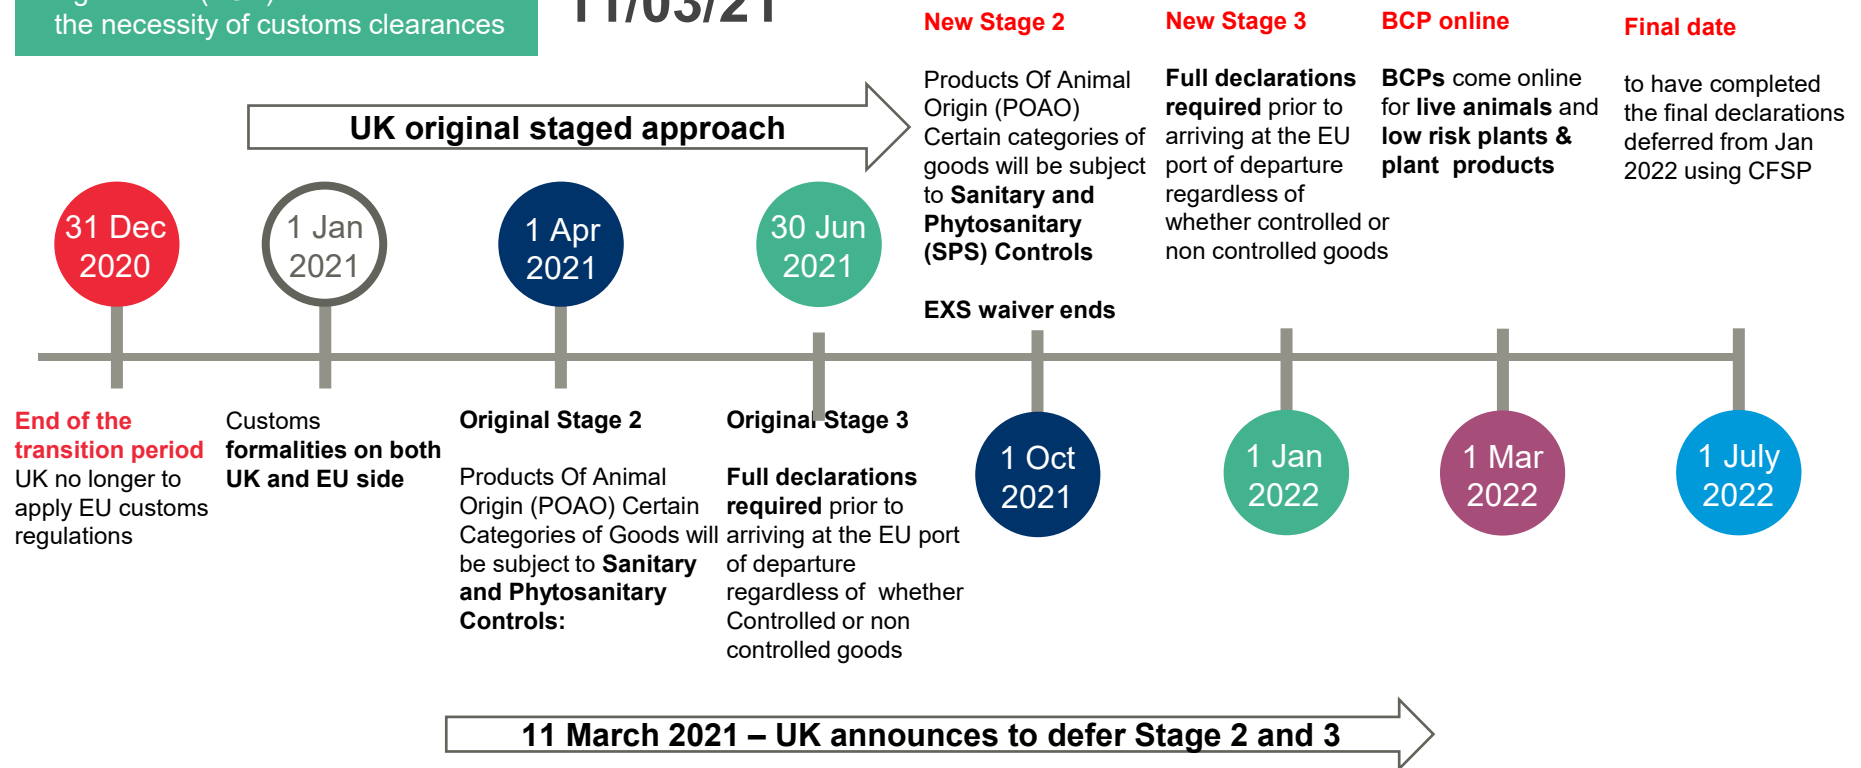 the necessity of customs clearances
11/03/21
UK original staged approach
31 Dec
2020
1 Jan
2021
1 Apr
2021
30 Jun
2021
New Stage 2
Products Of Animal
Origin (POAO)
Certain categories of
goods will be subject
to Sanitary and
Phytosanitary
(SPS) Controls
EXS waiver ends
New Stage 3
Full declarations
required prior to
arriving at the EU
port of departure
regardless of
whether controlled or
non controlled goods
BCP online
BCPs come online
for live animals and
low risk plants &
plant products
Final date
to have completed
the final declarations
deferred from Jan
2022 using CFSP
End of the
transition period
UK no longer to
apply EU customs
regulations
Customs
formalities on both
UK and EU side
Original Stage 2
Products Of Animal
Origin (POAO) Certain
Categories of Goods will
be subject to Sanitary
and Phytosanitary
Controls:
Original Stage 3
Full declarations
required prior to
arriving at the EU port
of departure
regardless of whether
Controlled or non
controlled goods
1 Oct
2021
1 Jan
2022
1 Mar
2022
1 July
2022
11 March 2021 – UK announces to defer Stage 2 and 3